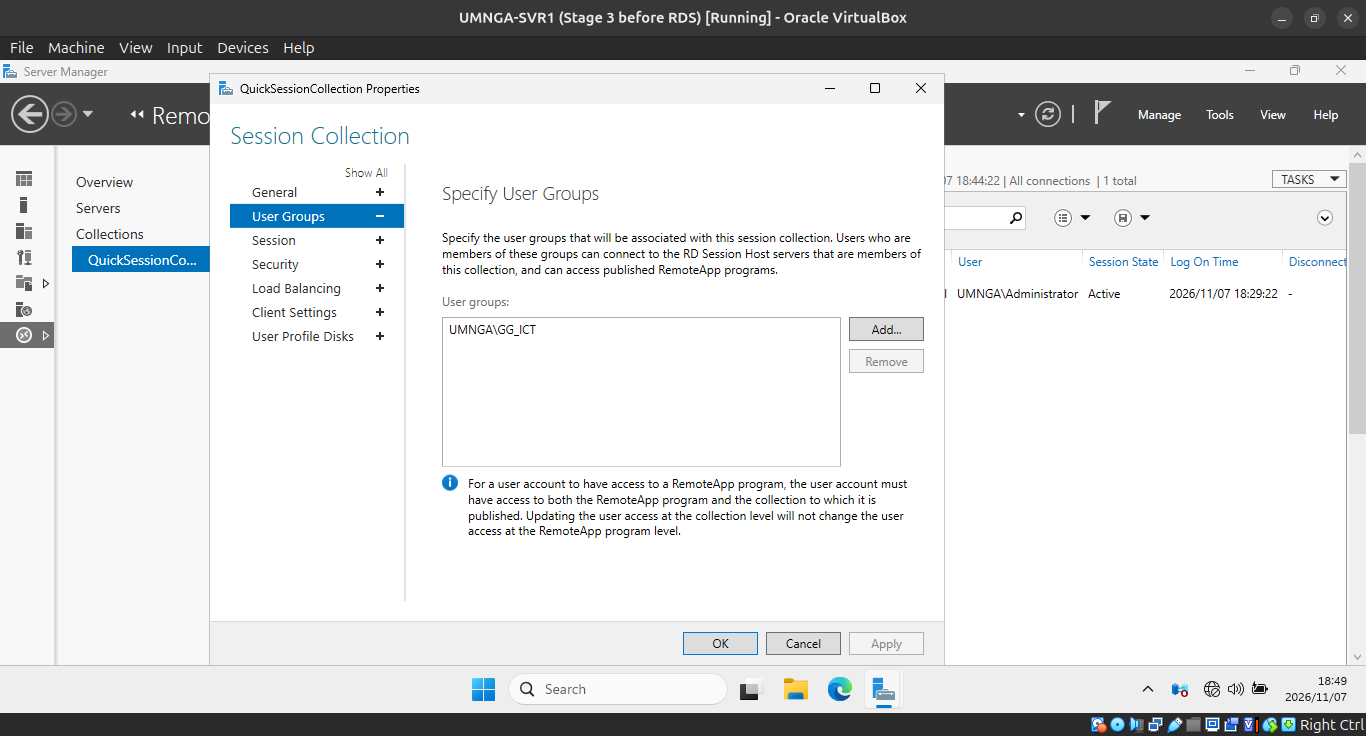 UMNGA-SVR1 (Stage 3 before RDS) [Running] - Oracle VirtualBox
File Machine View Input Devices Help
Server Manager
QuickSessionCollection Properties
Remo
Manage Tools View Help
Session Collection
Show All
General +
User Groups −
Session +
Security +
Load Balancing +
Client Settings +
User Profile Disks +
Overview
Servers
Collections
QuickSessionCo...
Specify User Groups
Specify the user groups that will be associated with this session collection. Users who are
members of these groups can connect to the RD Session Host servers that are members of
this collection, and can access published RemoteApp programs.
User groups:
UMNGA\GG_ICT
Add...
Remove
For a user account to have access to a RemoteApp program, the user account must
have access to both the RemoteApp program and the collection to which it is
published. Updating the user access at the collection level will not change the user
access at the RemoteApp program level.
OK Cancel Apply
07 18:44:22 | All connections | 1 total
TASKS
User Session State Log On Time Disconnect
UMNGA\Administrator Active 2026/11/07 18:29:22 -
Search
18:49
2026/11/07
Right Ctrl